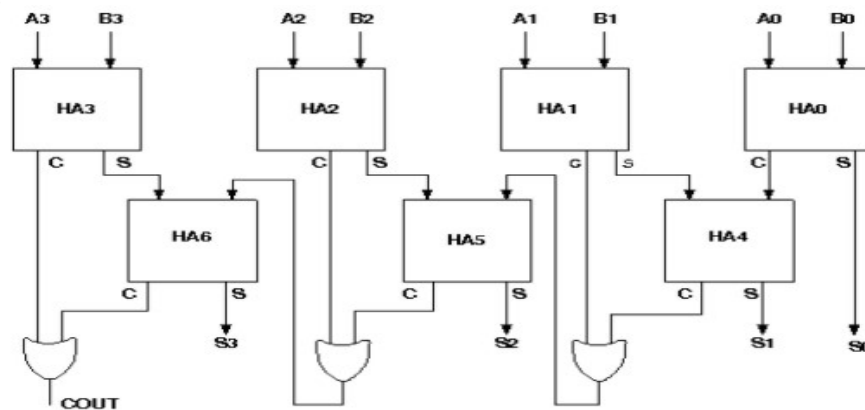 A3 B3 A2 B2 A1 B1 A0 B0
HA3 HA2 HA1 HA0
C S C S C S C S
HA6 HA5 HA4
C S C S C S
S3 S2 S1
COUT